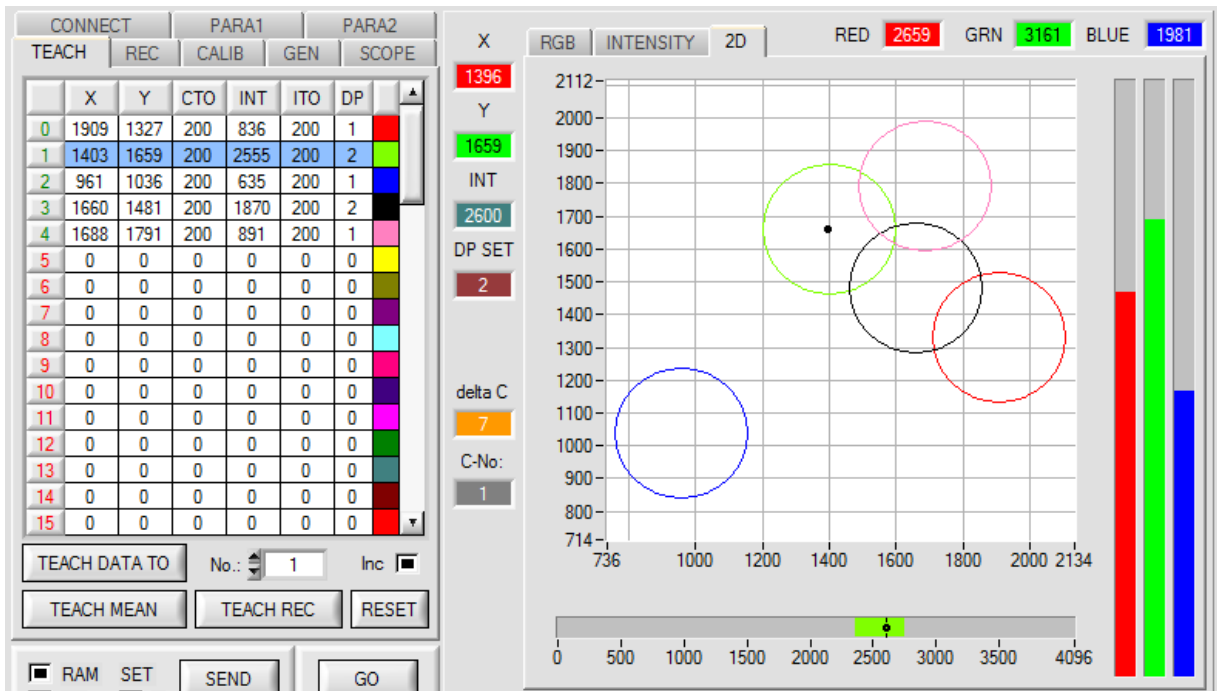 CONNECT PARA1 PARA2
TEACH REC CALIB GEN SCOPE
X Y CTO INT ITO DP
0 1909 1327 200 836 200 1
1 1403 1659 200 2555 200 2
2 961 1036 200 635 200 1
3 1660 1481 200 1870 200 2
4 1688 1791 200 891 200 1
5 0 0 0 0 0 0
6 0 0 0 0 0 0
7 0 0 0 0 0 0
8 0 0 0 0 0 0
9 0 0 0 0 0 0
10 0 0 0 0 0 0
11 0 0 0 0 0 0
12 0 0 0 0 0 0
13 0 0 0 0 0 0
14 0 0 0 0 0 0
15 0 0 0 0 0 0
TEACH DATA TO No.: 1 Inc
TEACH MEAN TEACH REC RESET
RAM SET SEND GO
X
1396
Y
1659
INT
2600
DP SET
2
delta C
7
C-No:
1
RGB INTENSITY 2D RED 2659 GRN 3161 BLUE 1981
2112
2000
1900
1800
1700
1600
1500
1400
1300
1200
1100
1000
900
800
714
736 1000 1200 1400 1600 1800 2000 2134
0 500 1000 1500 2000 2500 3000 3500 4096